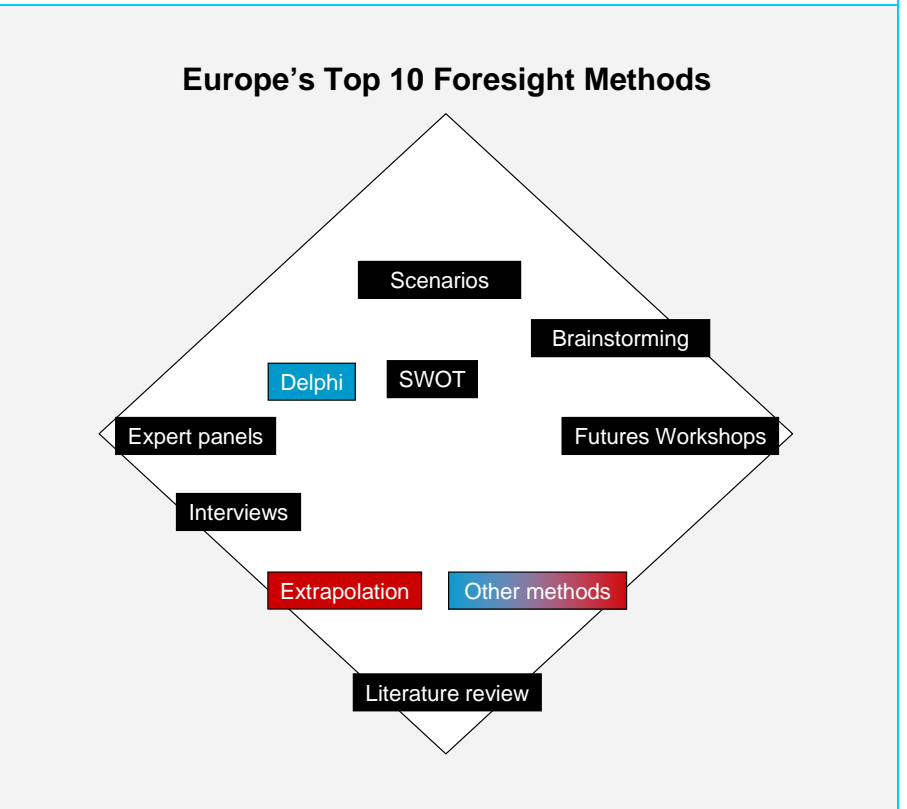 Europe’s Top 10 Foresight Methods
Scenarios
Brainstorming
Delphi
SWOT
Expert panels
Futures Workshops
Interviews
Extrapolation
Other methods
Literature review